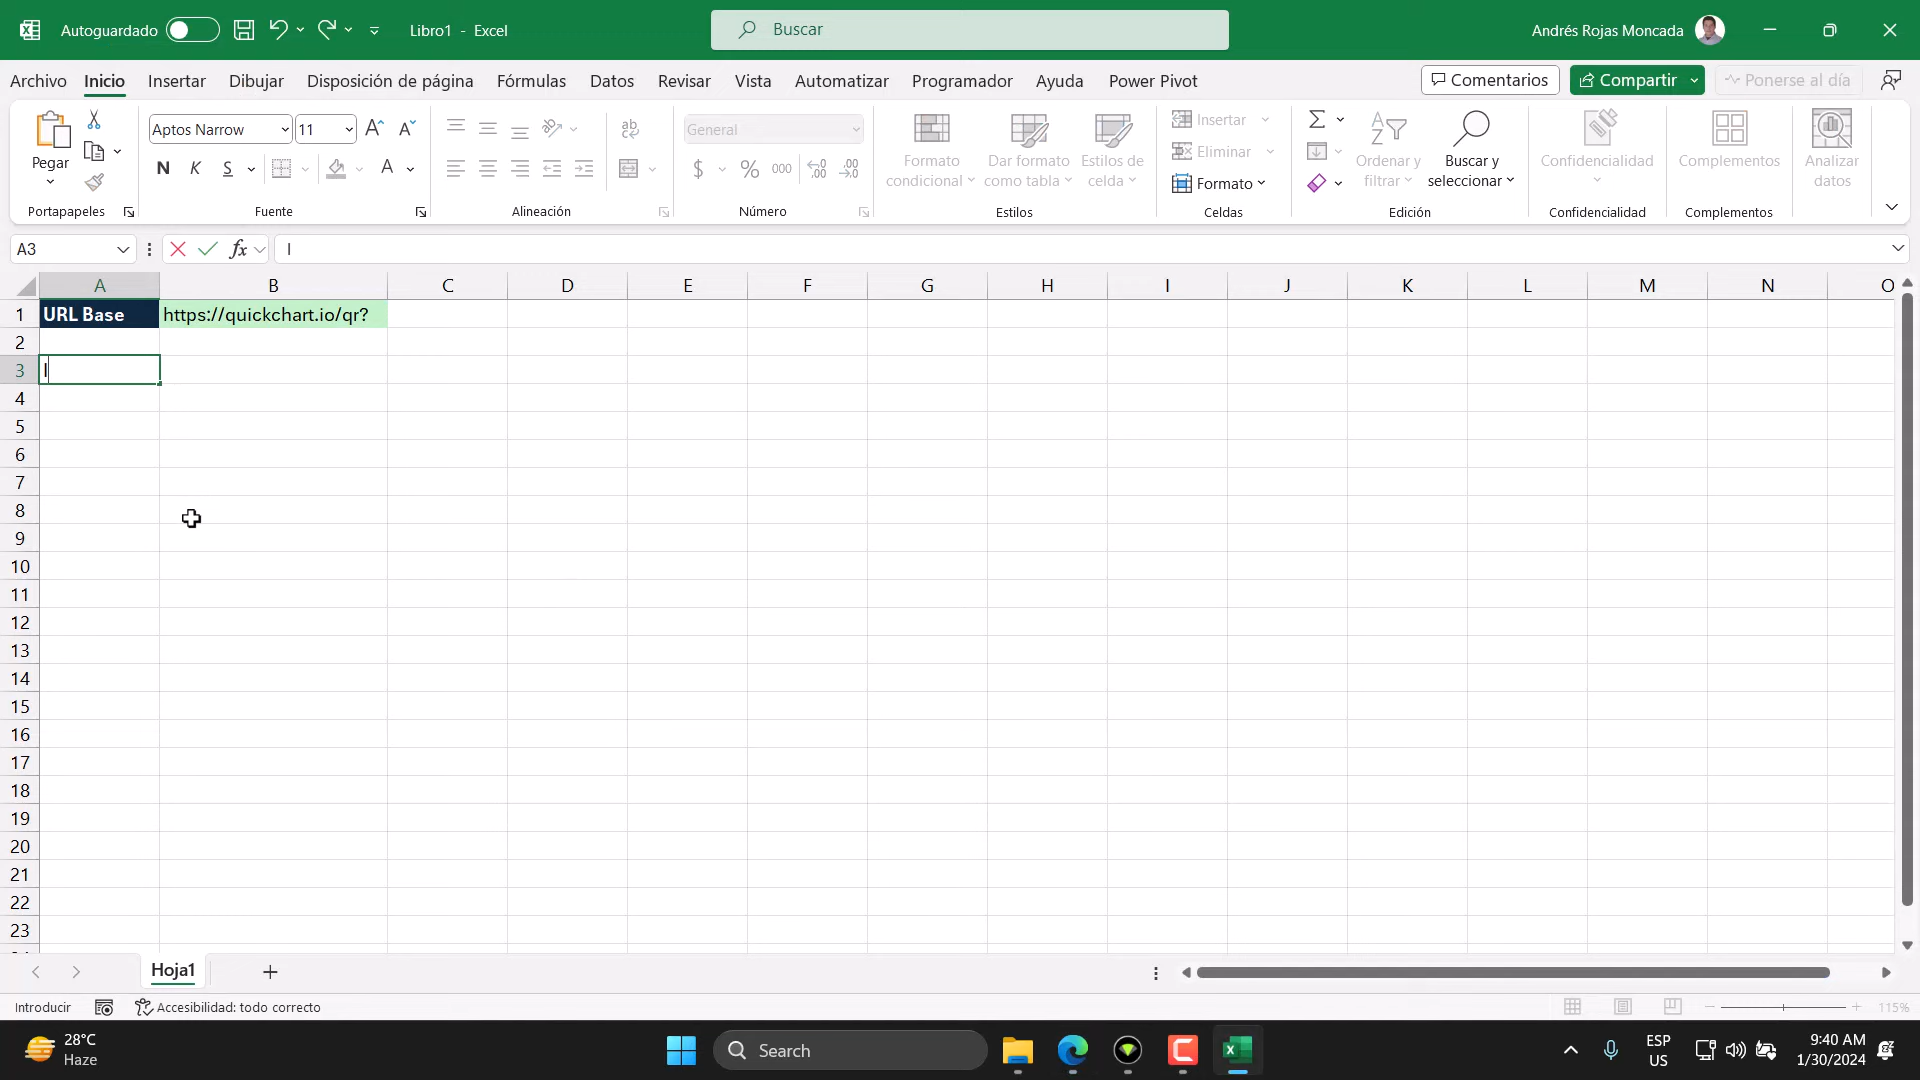 Autoguardado
Libro1 - Excel
Buscar
Andrés Rojas Moncada
Archivo Inicio Insertar Dibujar Disposición de página Fórmulas Datos Revisar Vista Automatizar Programador Ayuda Power Pivot
Comentarios
Compartir
Ponerse al día
Pegar
Aptos Narrow
11
General
N K S
A
$ % 000
Formato condicional
Dar formato como tabla
Estilos de celda
Insertar
Eliminar
Formato
Ordenar y filtrar
Buscar y seleccionar
Confidencialidad
Complementos
Analizar datos
Portapapeles
Fuente
Alineación
Número
Estilos
Celdas
Edición
Confidencialidad
Complementos
A3
fx
I
A B C D E F G H I J K L M N O
1 URL Base https://quickchart.io/qr?
2
3 I
4
5
6
7
8
9
10
11
12
13
14
15
16
17
18
19
20
21
22
23
Hoja1
Introducir
Accesibilidad: todo correcto
115%
28°C
Haze
Search
ESP
US
9:40 AM
1/30/2024